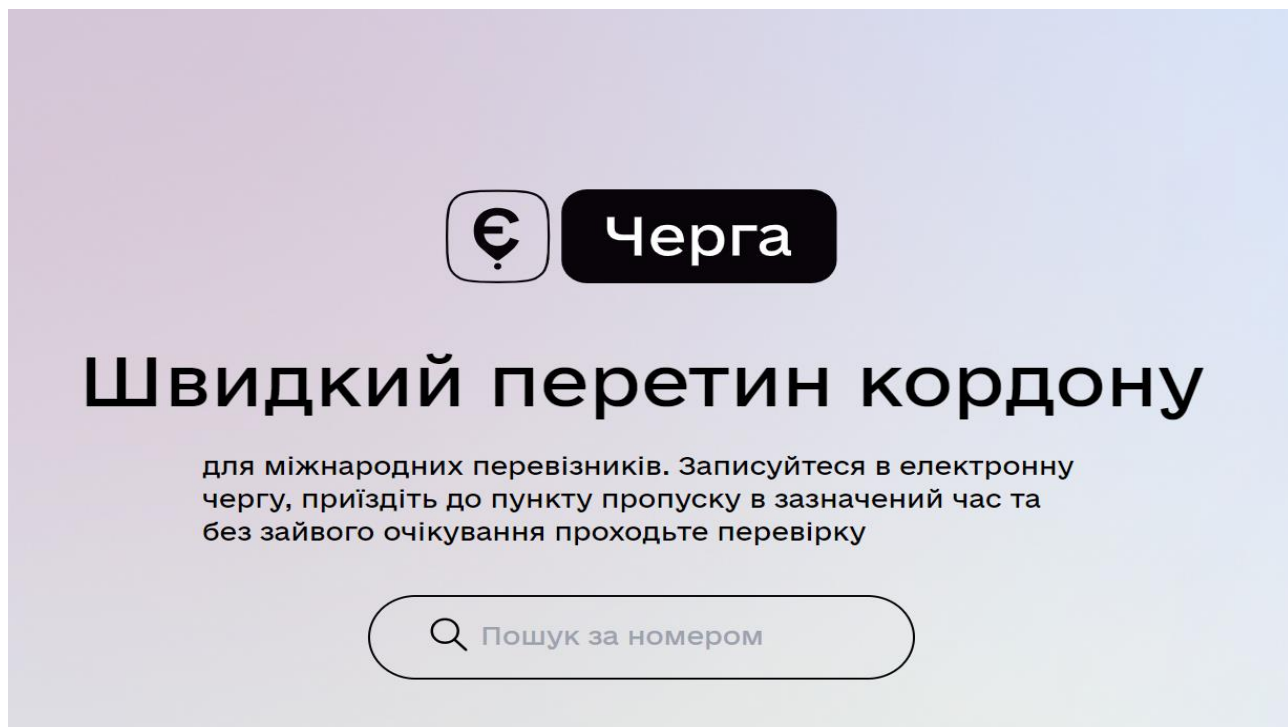 Є Черга
Швидкий перетин кордону
для міжнародних перевізників. Записуйтеся в електронну
чергу, приїздіть до пункту пропуску в зазначений час та
без зайвого очікування проходьте перевірку
Пошук за номером